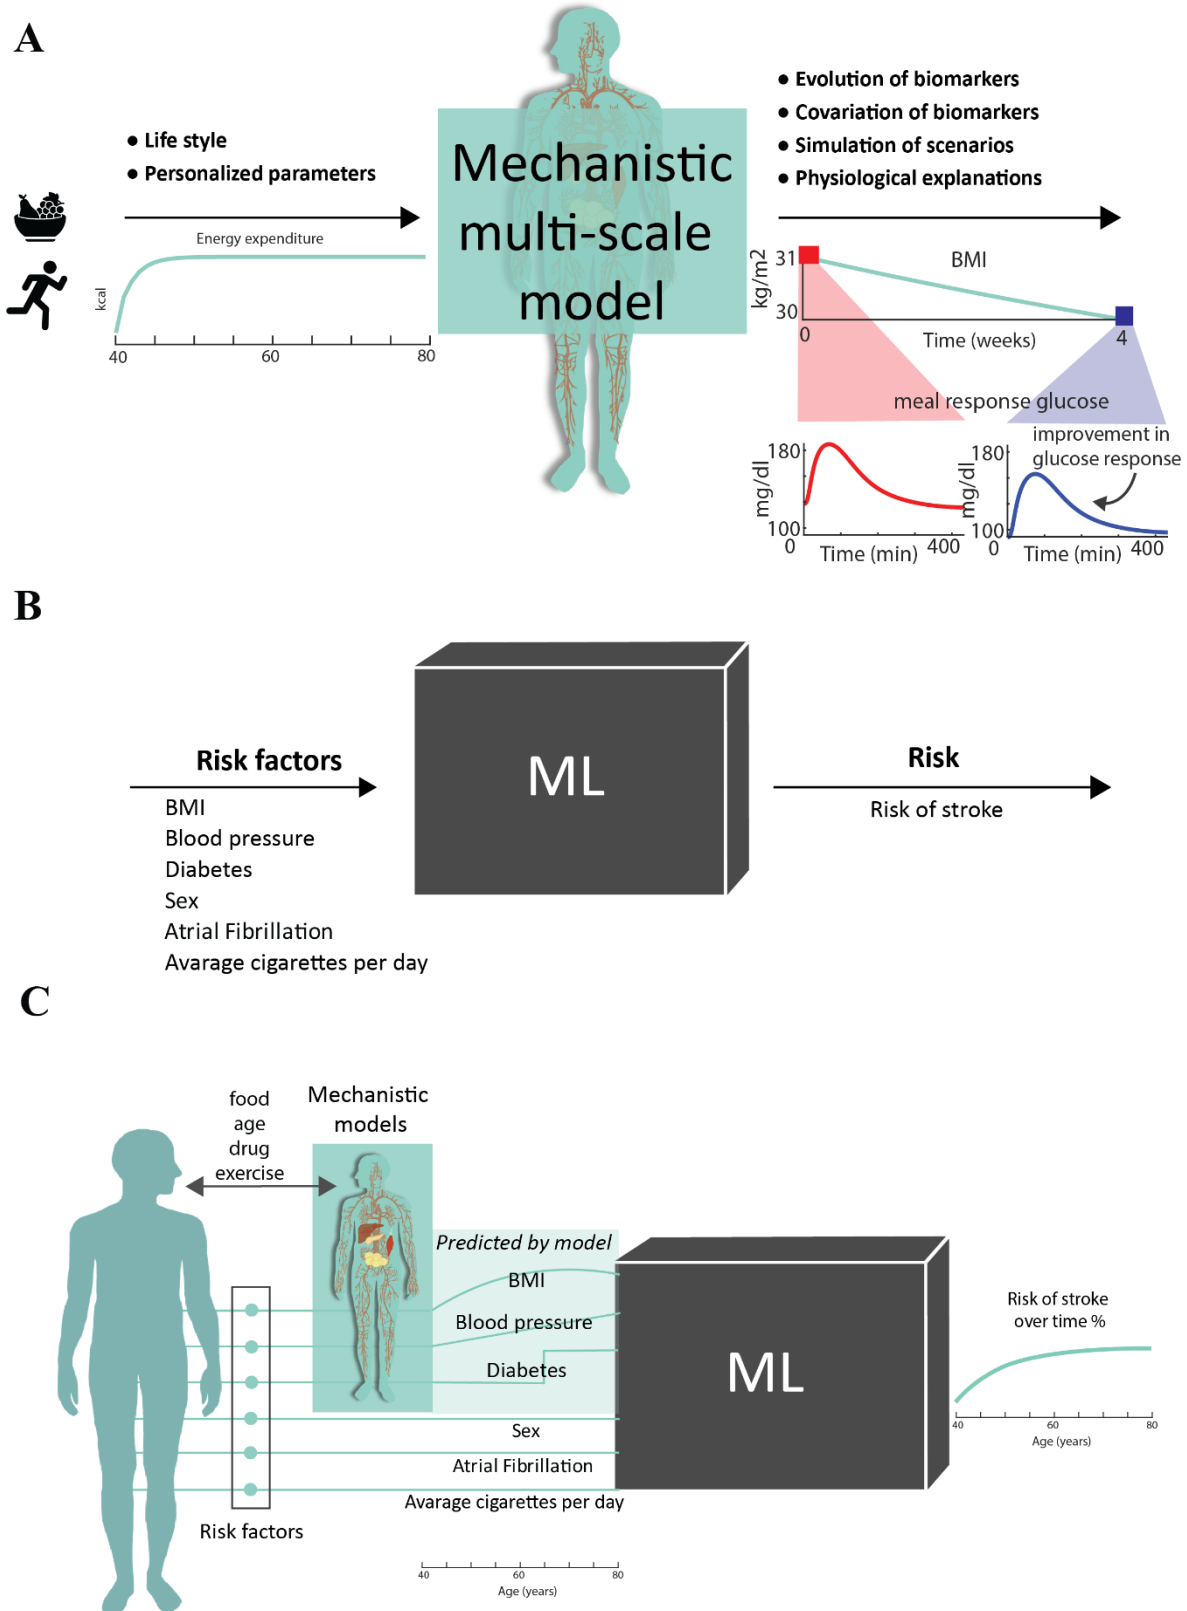 A
● Life style
● Personalized parameters
Energy expenditure
kcal
40
60
80
Mechanistic
multi-scale
model
● Evolution of biomarkers
● Covariation of biomarkers
● Simulation of scenarios
● Physiological explanations
kg/m2
31
30
BMI
0
Time (weeks)
4
meal response glucose
mg/dl
180
100
0
Time (min)
400
improvement in
glucose response
mg/dl
180
100
0
Time (min)
400
B
Risk factors
BMI
Blood pressure
Diabetes
Sex
Atrial Fibrillation
Avarage cigarettes per day
ML
Risk
Risk of stroke
C
food
age
drug
exercise
Mechanistic
models
Predicted by model
BMI
Blood pressure
Diabetes
Sex
Atrial Fibrillation
Avarage cigarettes per day
Risk factors
40
60
80
Age (years)
ML
Risk of stroke
over time %
40
60
80
Age (years)